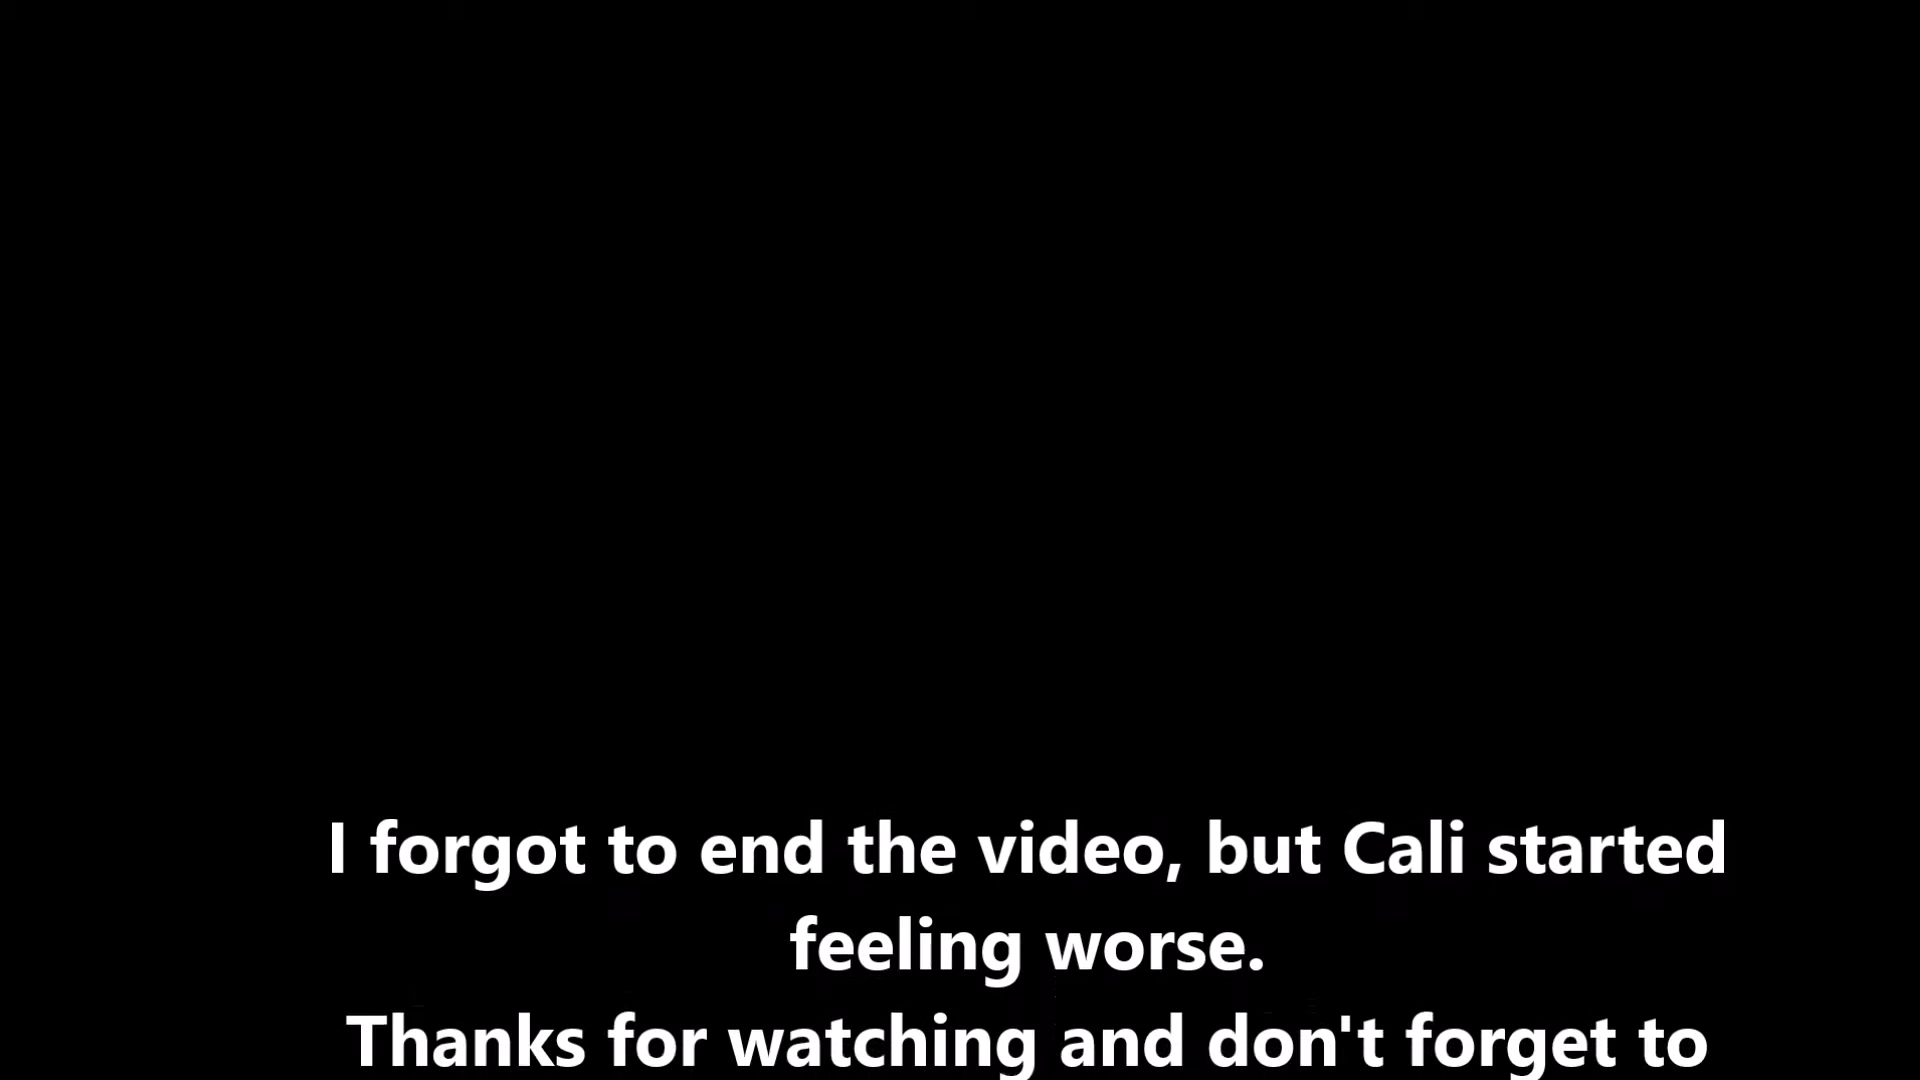 I forgot to end the video, but Cali started
feeling worse.
Thanks for watching and don't forget to